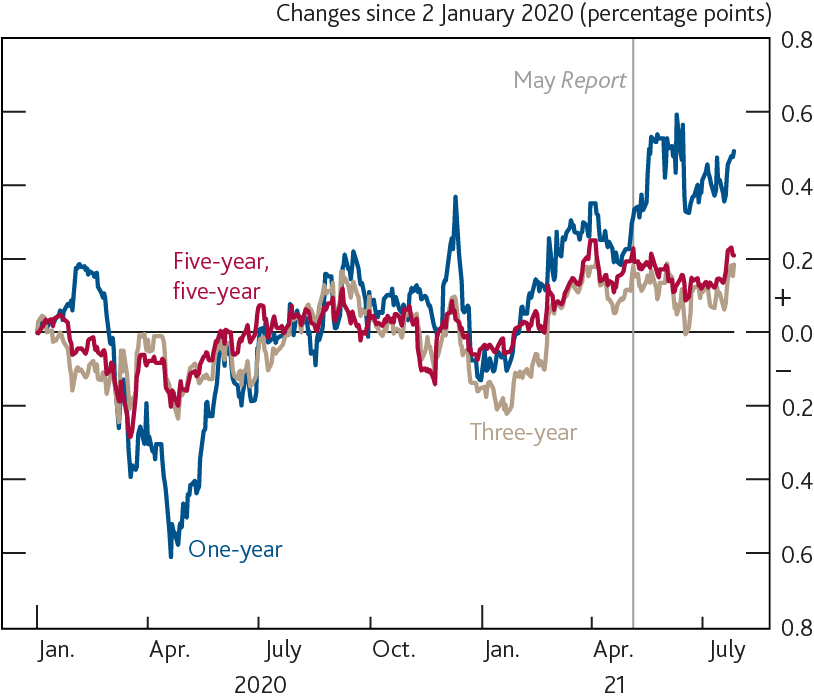 Changes since 2 January 2020 (percentage points)
0.8
May Report
0.6
0.4
Five-year,
five-year
0.2
+
0.0
–
0.2
Three-year
0.4
One-year
0.6
0.8
Jan. Apr. July Oct. Jan. Apr. July
2020 21